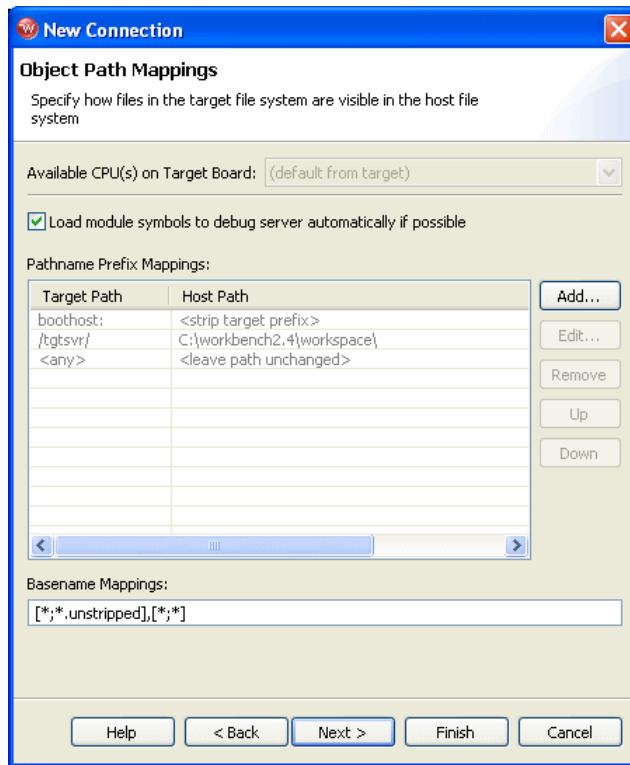 New Connection
Object Path Mappings
Specify how files in the target file system are visible in the host file
system
Available CPU(s) on Target Board: (default from target)
Load module symbols to debug server automatically if possible
Pathname Prefix Mappings:
Target Path Host Path Add...
boothost: <strip target prefix>
/tgtsvr/ C:\workbench2.4\workspace\ Edit...
<any> <leave path unchanged>
Remove
Up
Down
Basename Mappings:
[*;*.unstripped],[*;*]
Help < Back Next > Finish Cancel